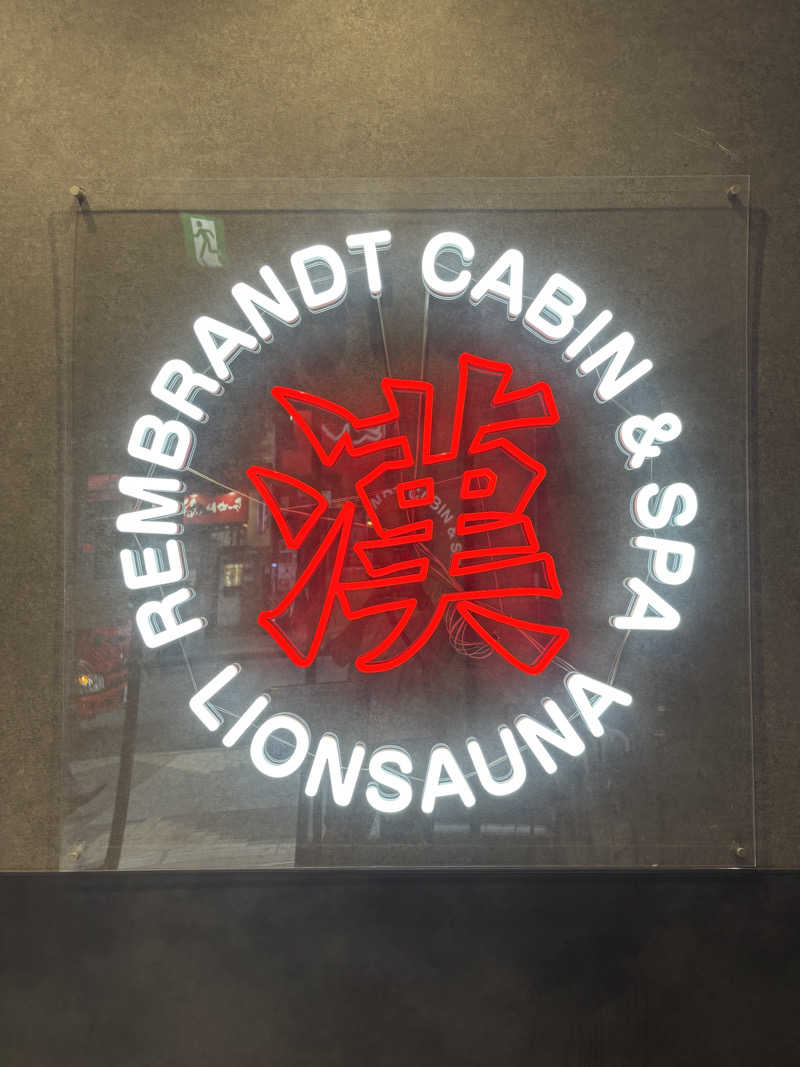 REMBRANDT CABIN & SPA
漢
LIONSAUNA